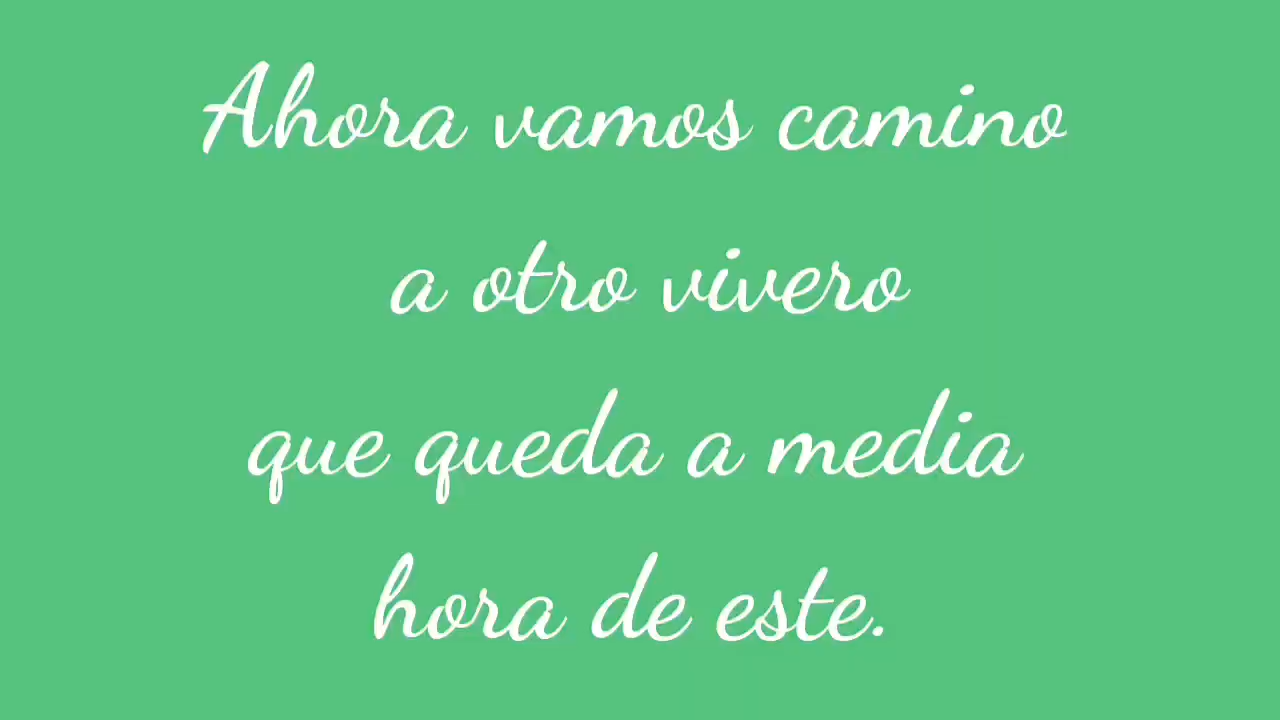 Ahora vamos camino
a otro vivero
que queda a media
hora de este.